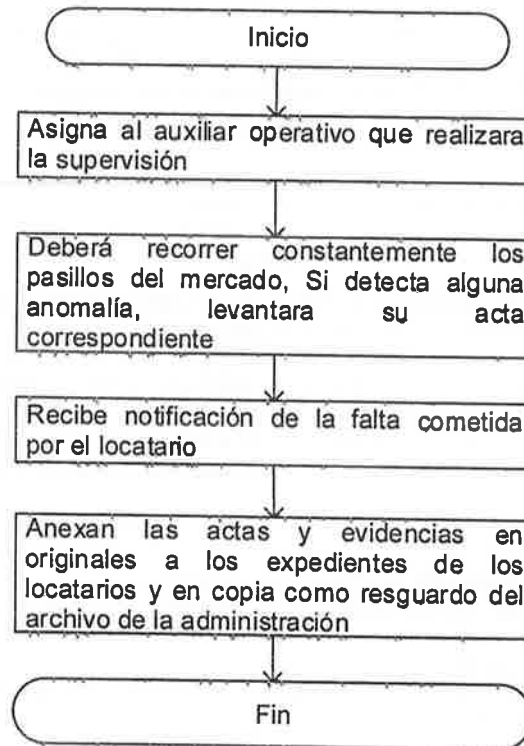 Inicio
Asigna al auxiliar operativo que realizara
la supervisión
Deberá recorrer constantemente los
pasillos del mercado, Si detecta alguna
anomalía, levantara su acta
correspondiente
Recibe notificación de la falta cometida
por el locatario
Anexan las actas y evidencias en
originales a los expedientes de los
locatarios y en copia como resguardo del
archivo de la administración
Fin